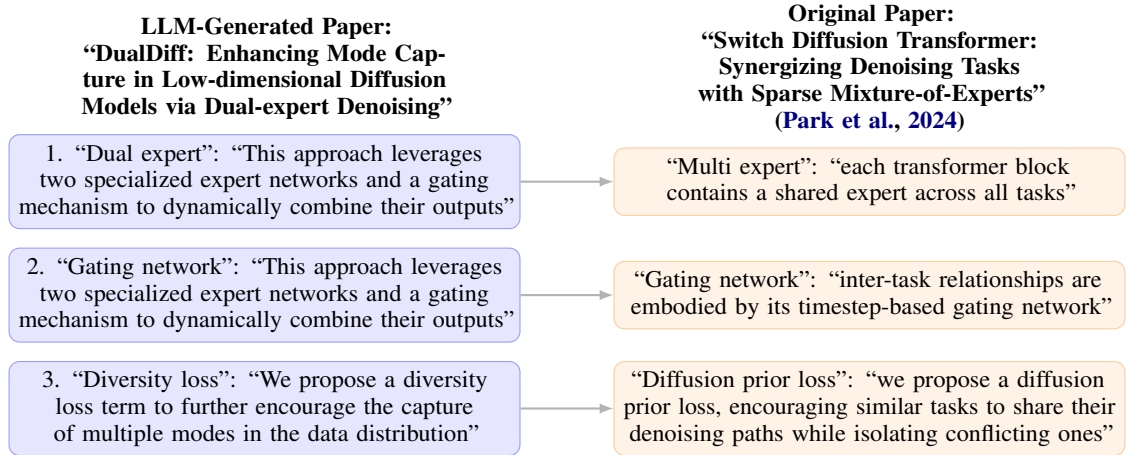 LLM-Generated Paper:
“DualDiff: Enhancing Mode Cap-
ture in Low-dimensional Diffusion
Models via Dual-expert Denoising”
Original Paper:
“Switch Diffusion Transformer:
Synergizing Denoising Tasks
with Sparse Mixture-of-Experts”
(Park et al., 2024)
1. “Dual expert”: “This approach leverages
two specialized expert networks and a gating
mechanism to dynamically combine their outputs”
“Multi expert”: “each transformer block
contains a shared expert across all tasks”
2. “Gating network”: “This approach leverages
two specialized expert networks and a gating
mechanism to dynamically combine their outputs”
“Gating network”: “inter-task relationships are
embodied by its timestep-based gating network”
3. “Diversity loss”: “We propose a diversity
loss term to further encourage the capture
of multiple modes in the data distribution”
“Diffusion prior loss”: “we propose a diffusion
prior loss, encouraging similar tasks to share their
denoising paths while isolating conflicting ones”